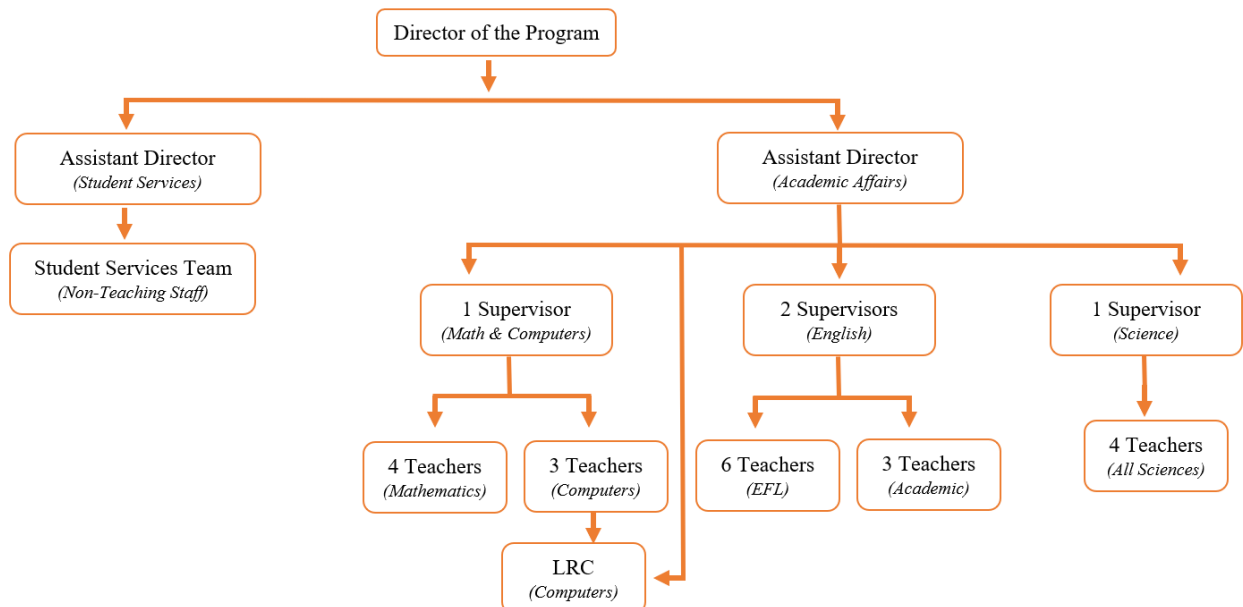 Director of the Program
Assistant Director
(Student Services)
Assistant Director
(Academic Affairs)
Student Services Team
(Non-Teaching Staff)
1 Supervisor
(Math & Computers)
2 Supervisors
(English)
1 Supervisor
(Science)
4 Teachers
(Mathematics)
3 Teachers
(Computers)
6 Teachers
(EFL)
3 Teachers
(Academic)
4 Teachers
(All Sciences)
LRC
(Computers)